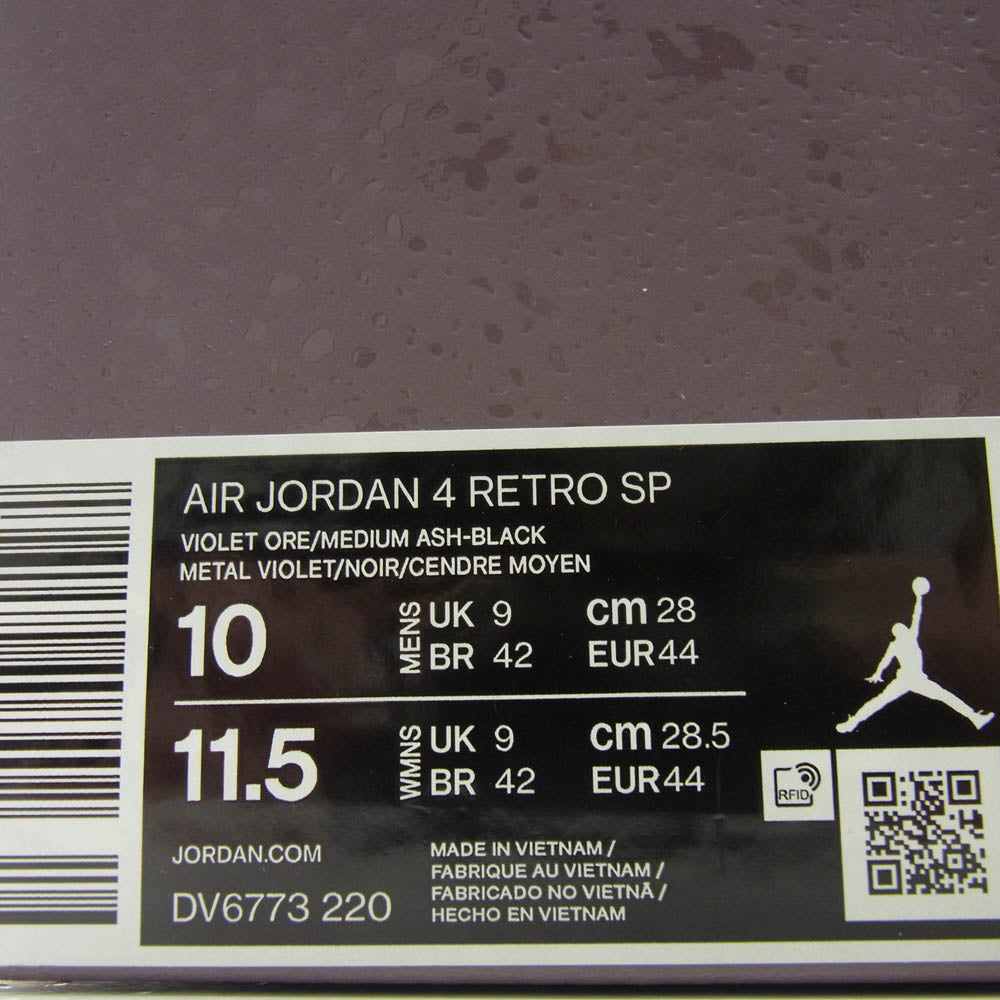 AIR JORDAN 4 RETRO SP
VIOLET ORE/MEDIUM ASH-BLACK
METAL VIOLET/NOIR/CENDRE MOYEN
10 MENS UK 9 cm 28
BR 42 EUR 44
11.5 WMNS UK 9 cm 28.5
BR 42 EUR 44
RFID
JORDAN.COM
DV6773 220
MADE IN VIETNAM /
FABRIQUE AU VIETNAM /
FABRICADO NO VIETNÃ /
HECHO EN VIETNAM